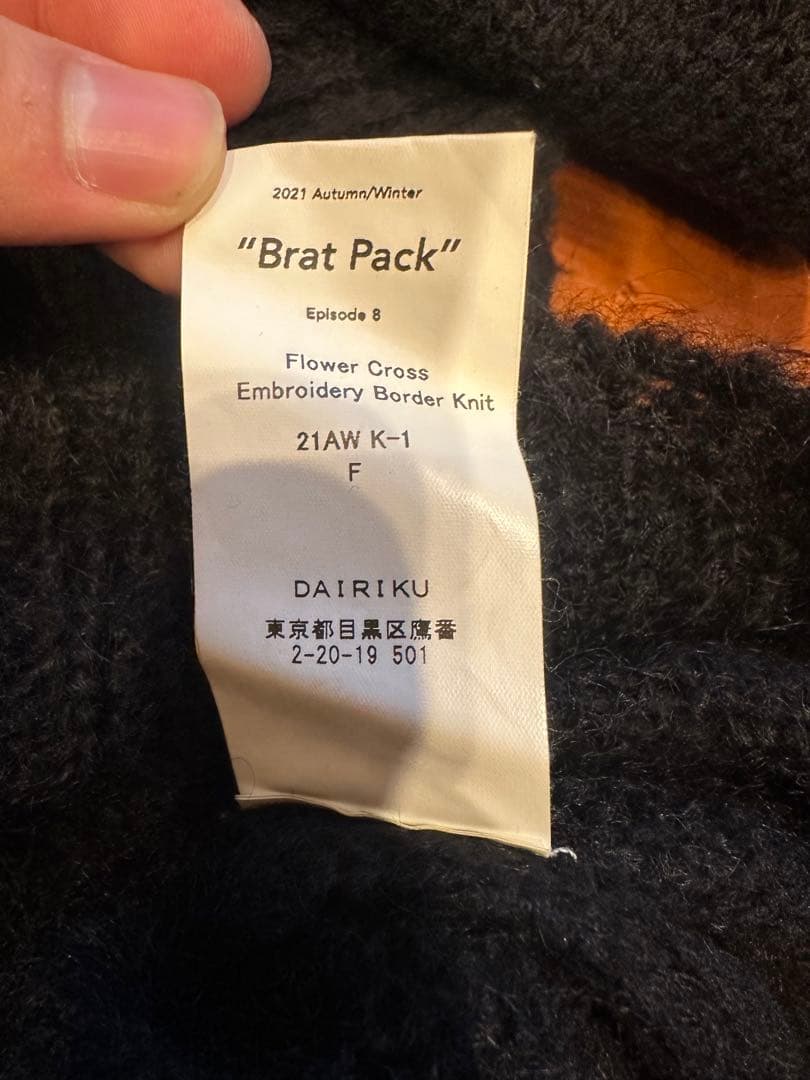 2021 Autumn/Winter
“Brat Pack”
Episode 8
Flower Cross
Embroidery Border Knit
21AW K-1
F
DAIRIKU
東京都目黒区鷹番
2-20-19 501